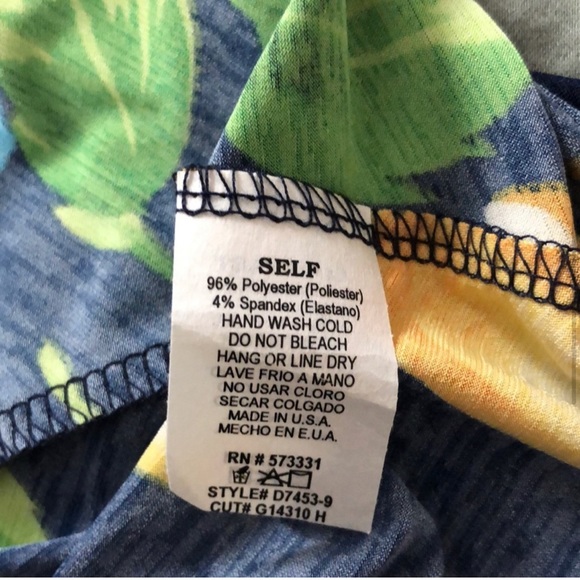 SELF
96% Polyester (Poliester)
4% Spandex (Elastano)
HAND WASH COLD
DO NOT BLEACH
HANG OR LINE DRY
LAVE FRIO A MANO
NO USAR CLORO
SECAR COLGADO
MADE IN U.S.A.
MECHO EN E.U.A.
RN # 573331
STYLE# D7453-9
CUT# G14310 H